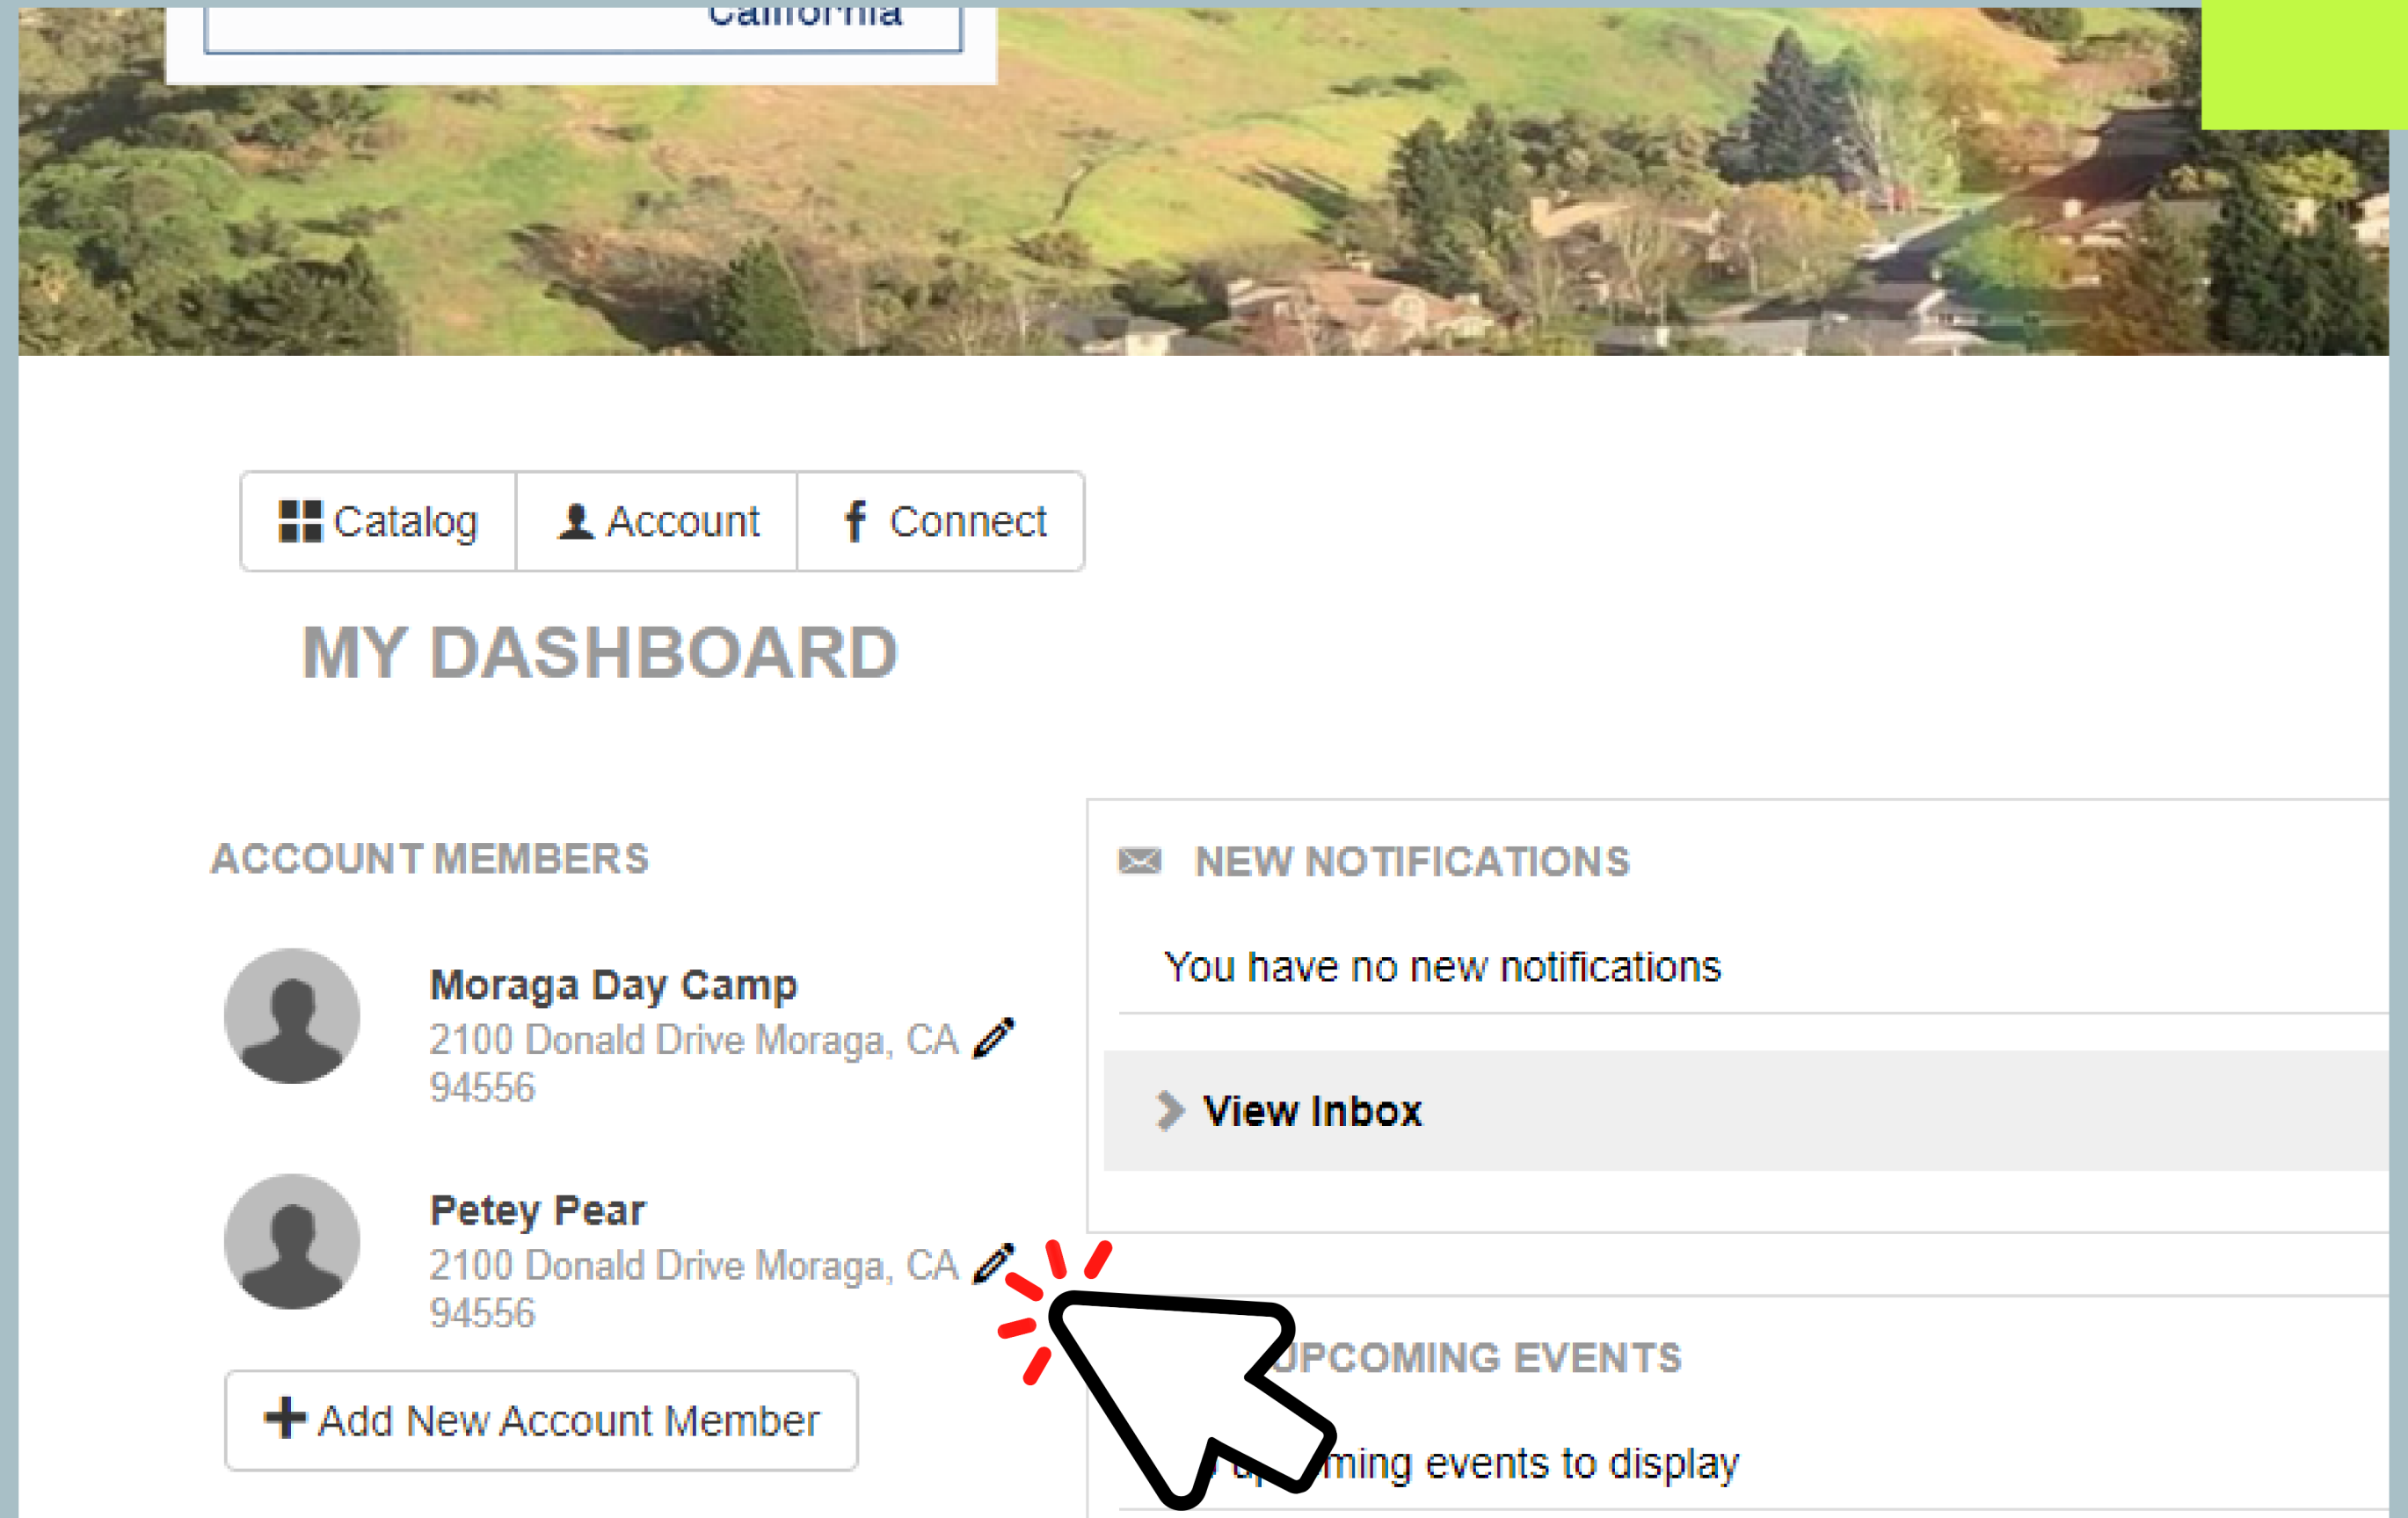 California
Catalog
Account
Connect
MY DASHBOARD
ACCOUNT MEMBERS
Moraga Day Camp
2100 Donald Drive Moraga, CA
94556
Petey Pear
2100 Donald Drive Moraga, CA
94556
Add New Account Member
NEW NOTIFICATIONS
You have no new notifications
View Inbox
UPCOMING EVENTS
events to display